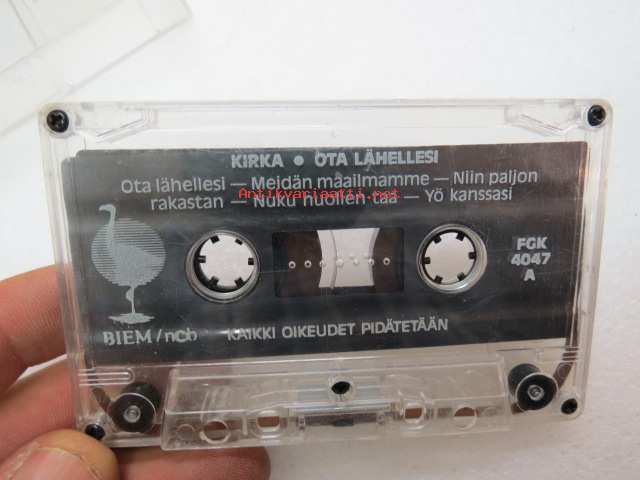 KIRKA • OTA LÄHELLESI
Ota lähellesi — Meidän maailmamme — Niin paljon
rakastan — Nuku huolten taa — Yö kanssasi
Antikvariaatti.net
FGK
4047
A
BIEM/ncb
KAIKKI OIKEUDET PIDÄTETÄÄN